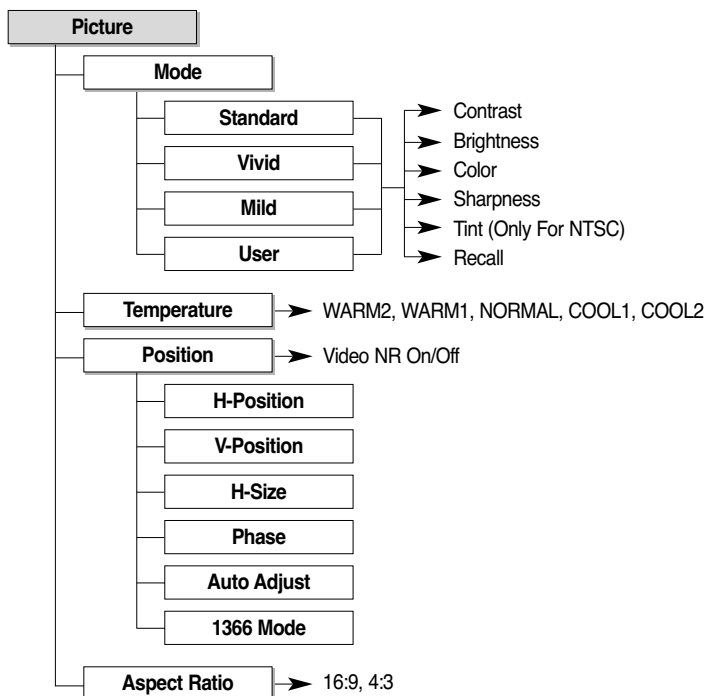 Picture
Mode
Standard
Vivid
Mild
User
Contrast
Brightness
Color
Sharpness
Tint (Only For NTSC)
Recall
Temperature
WARM2, WARM1, NORMAL, COOL1, COOL2
Position
Video NR On/Off
H-Position
V-Position
H-Size
Phase
Auto Adjust
1366 Mode
Aspect Ratio
16:9, 4:3